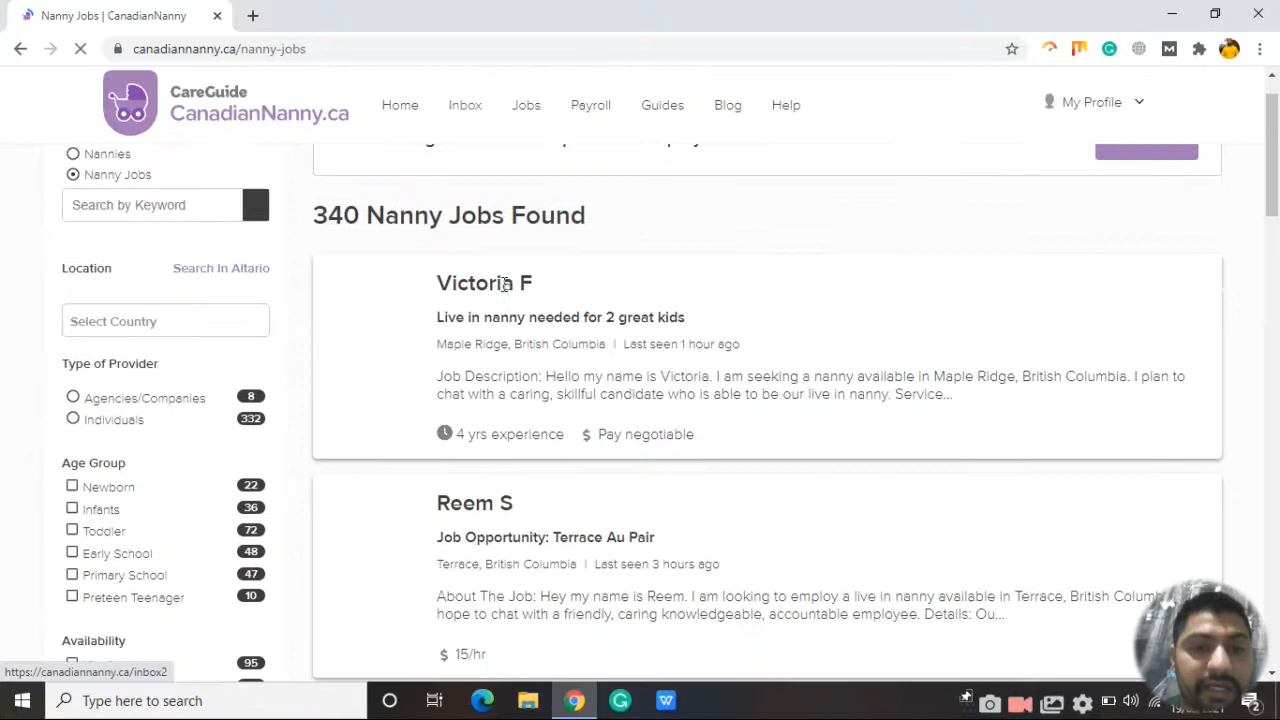 Nanny Jobs | CanadianNanny
canadiannanny.ca/nanny-jobs
CareGuide
CanadianNanny.ca
Home Inbox Jobs Payroll Guides Blog Help My Profile
Nannies
Nanny Jobs
Search by Keyword
Location Search In Altario
Select Country
Type of Provider
Agencies/Companies 8
Individuals 332
Age Group
Newborn 22
Infants 36
Toddler 72
Early School 48
Primary School 47
Preteen Teenager 10
Availability
95
340 Nanny Jobs Found
Victoria F
Live in nanny needed for 2 great kids
Maple Ridge, British Columbia | Last seen 1 hour ago
Job Description: Hello my name is Victoria. I am seeking a nanny available in Maple Ridge, British Columbia. I plan to
chat with a caring, skillful candidate who is able to be our live in nanny. Service...
4 yrs experience $ Pay negotiable
Reem S
Job Opportunity: Terrace Au Pair
Terrace, British Columbia | Last seen 3 hours ago
About The Job: Hey my name is Reem. I am looking to employ a live in nanny available in Terrace, British
hope to chat with a friendly, caring knowledgeable, accountable employee. Details: Ou...
$ 15/hr
https://canadiannanny.ca/inbox2
Type here to search